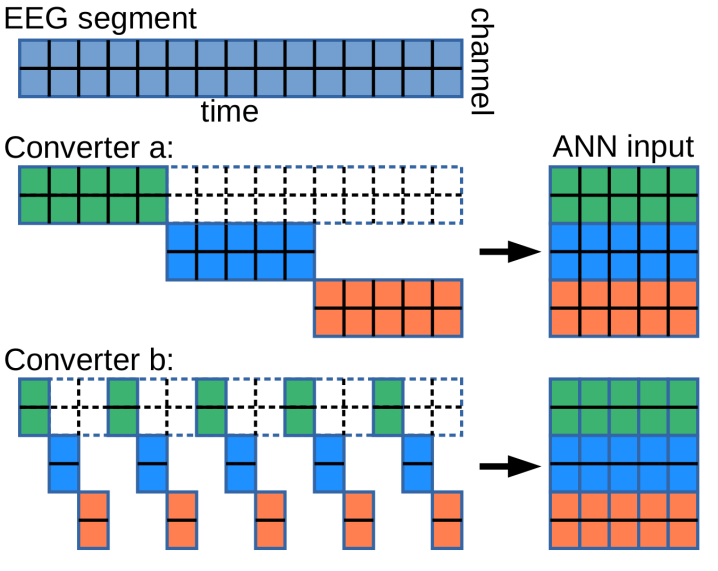 EEG segment
channel
time
Converter a:
ANN input
Converter b: